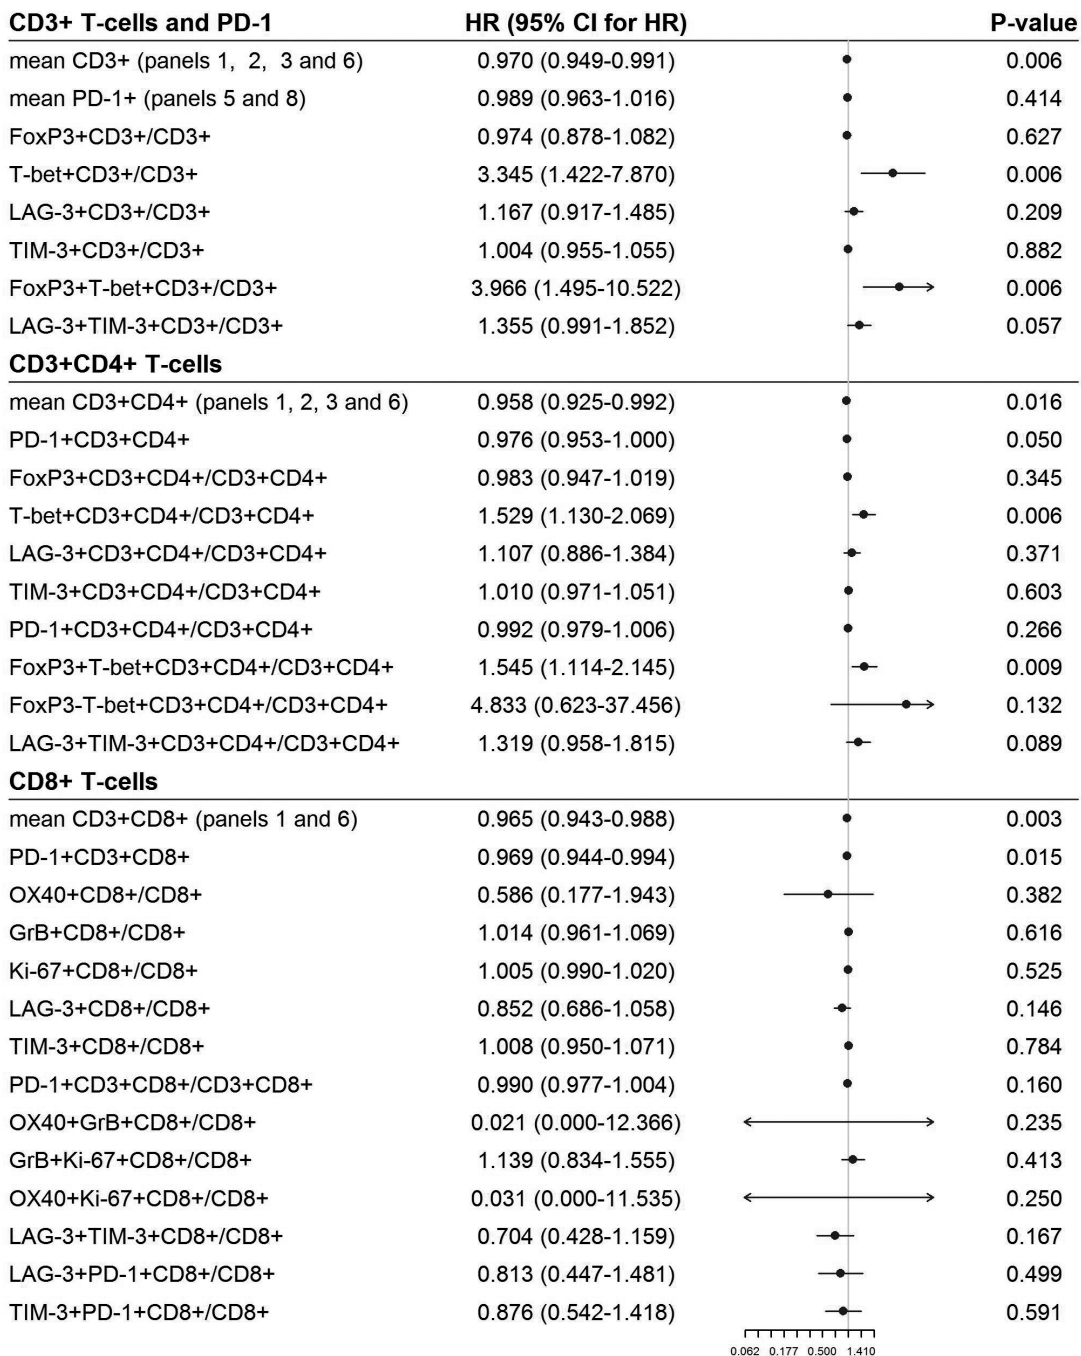 CD3+ T-cells and PD-1 HR (95% CI for HR) P-value
mean CD3+ (panels 1, 2, 3 and 6) 0.970 (0.949-0.991) 0.006
mean PD-1+ (panels 5 and 8) 0.989 (0.963-1.016) 0.414
FoxP3+CD3+/CD3+ 0.974 (0.878-1.082) 0.627
T-bet+CD3+/CD3+ 3.345 (1.422-7.870) 0.006
LAG-3+CD3+/CD3+ 1.167 (0.917-1.485) 0.209
TIM-3+CD3+/CD3+ 1.004 (0.955-1.055) 0.882
FoxP3+T-bet+CD3+/CD3+ 3.966 (1.495-10.522) 0.006
LAG-3+TIM-3+CD3+/CD3+ 1.355 (0.991-1.852) 0.057
CD3+CD4+ T-cells
mean CD3+CD4+ (panels 1, 2, 3 and 6) 0.958 (0.925-0.992) 0.016
PD-1+CD3+CD4+ 0.976 (0.953-1.000) 0.050
FoxP3+CD3+CD4+/CD3+CD4+ 0.983 (0.947-1.019) 0.345
T-bet+CD3+CD4+/CD3+CD4+ 1.529 (1.130-2.069) 0.006
LAG-3+CD3+CD4+/CD3+CD4+ 1.107 (0.886-1.384) 0.371
TIM-3+CD3+CD4+/CD3+CD4+ 1.010 (0.971-1.051) 0.603
PD-1+CD3+CD4+/CD3+CD4+ 0.992 (0.979-1.006) 0.266
FoxP3+T-bet+CD3+CD4+/CD3+CD4+ 1.545 (1.114-2.145) 0.009
FoxP3-T-bet+CD3+CD4+/CD3+CD4+ 4.833 (0.623-37.456) 0.132
LAG-3+TIM-3+CD3+CD4+/CD3+CD4+ 1.319 (0.958-1.815) 0.089
CD8+ T-cells
mean CD3+CD8+ (panels 1 and 6) 0.965 (0.943-0.988) 0.003
PD-1+CD3+CD8+ 0.969 (0.944-0.994) 0.015
OX40+CD8+/CD8+ 0.586 (0.177-1.943) 0.382
GrB+CD8+/CD8+ 1.014 (0.961-1.069) 0.616
Ki-67+CD8+/CD8+ 1.005 (0.990-1.020) 0.525
LAG-3+CD8+/CD8+ 0.852 (0.686-1.058) 0.146
TIM-3+CD8+/CD8+ 1.008 (0.950-1.071) 0.784
PD-1+CD3+CD8+/CD3+CD8+ 0.990 (0.977-1.004) 0.160
OX40+GrB+CD8+/CD8+ 0.021 (0.000-12.366) 0.235
GrB+Ki-67+CD8+/CD8+ 1.139 (0.834-1.555) 0.413
OX40+Ki-67+CD8+/CD8+ 0.031 (0.000-11.535) 0.250
LAG-3+TIM-3+CD8+/CD8+ 0.704 (0.428-1.159) 0.167
LAG-3+PD-1+CD8+/CD8+ 0.813 (0.447-1.481) 0.499
TIM-3+PD-1+CD8+/CD8+ 0.876 (0.542-1.418) 0.591
0.062 0.177 0.500 1.410